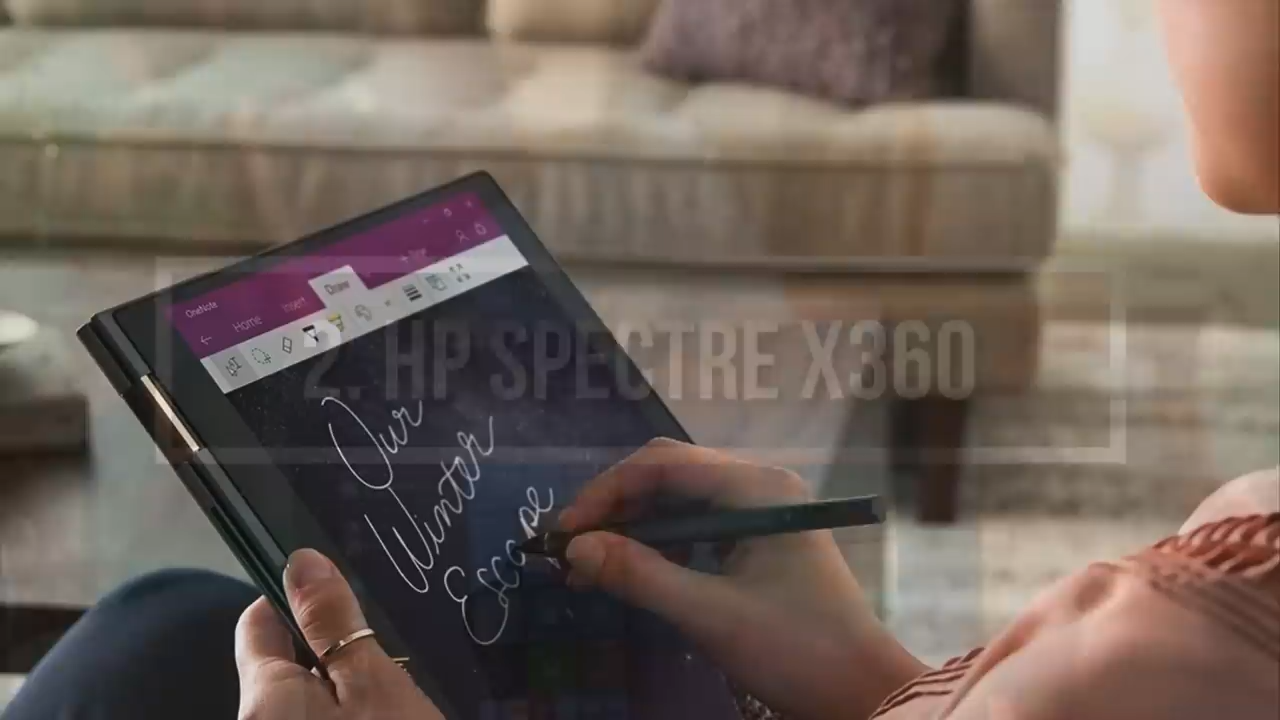 OneNote
Home
Insert
Draw
2. HP SPECTRE X360
Our
Winter
Escape